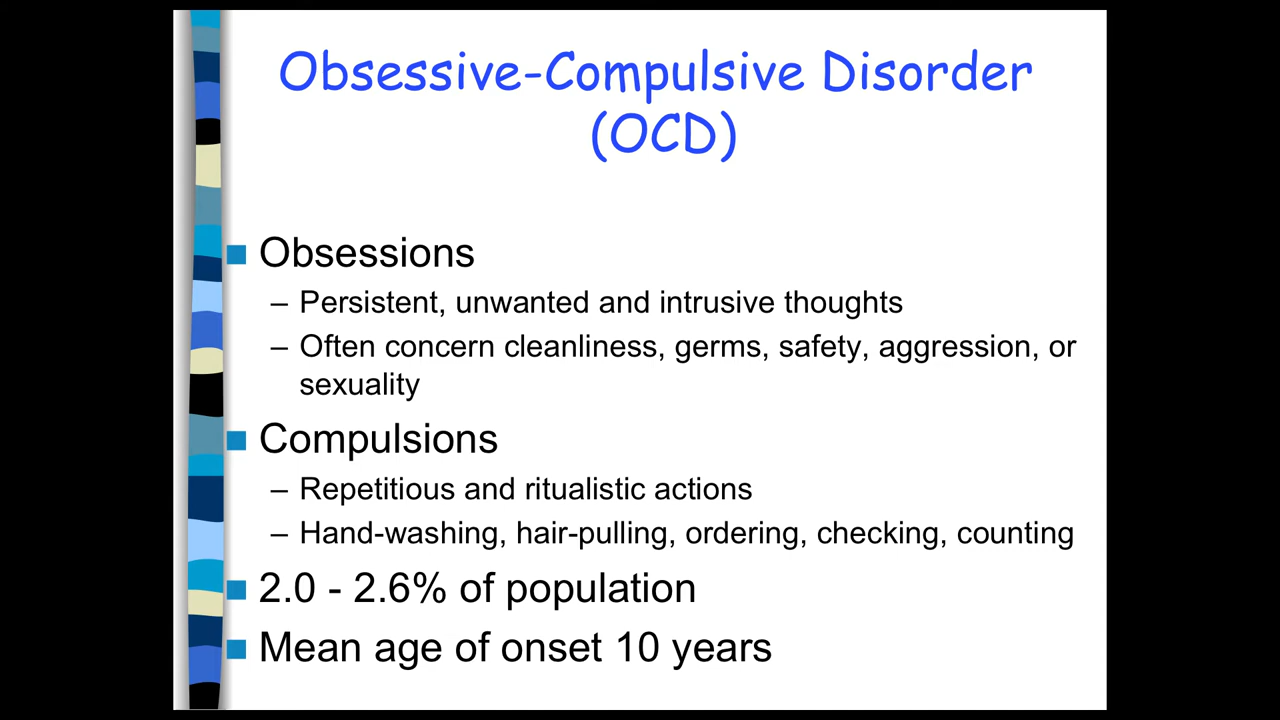 Obsessive-Compulsive Disorder
(OCD)
Obsessions
– Persistent, unwanted and intrusive thoughts
– Often concern cleanliness, germs, safety, aggression, or
sexuality
Compulsions
– Repetitious and ritualistic actions
– Hand-washing, hair-pulling, ordering, checking, counting
2.0 - 2.6% of population
Mean age of onset 10 years